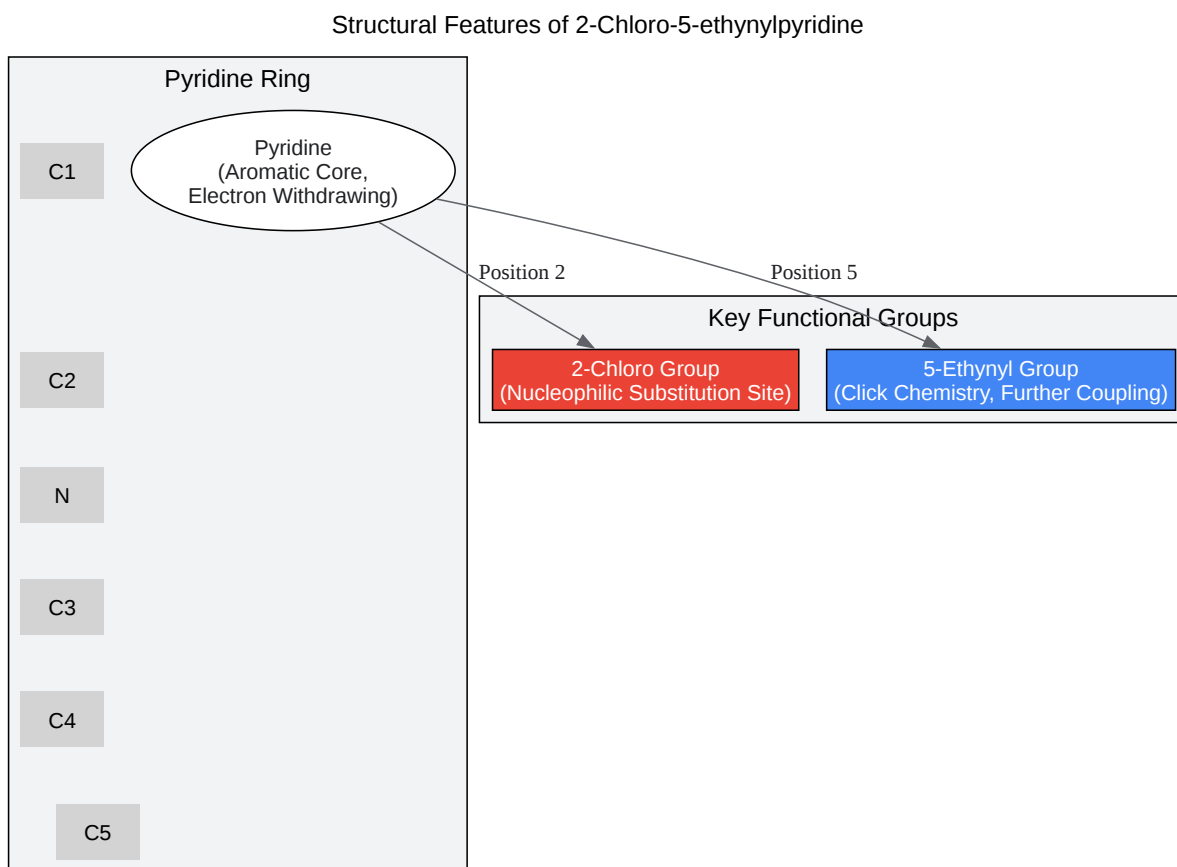 Structural Features of 2-Chloro-5-ethynylpyridine
Pyridine Ring
C1
Pyridine
(Aromatic Core,
Electron Withdrawing)
Position 2
Position 5
Key Functional Groups
C2
2-Chloro Group
(Nucleophilic Substitution Site)
5-Ethynyl Group
(Click Chemistry, Further Coupling)
N
C3
C4
C5